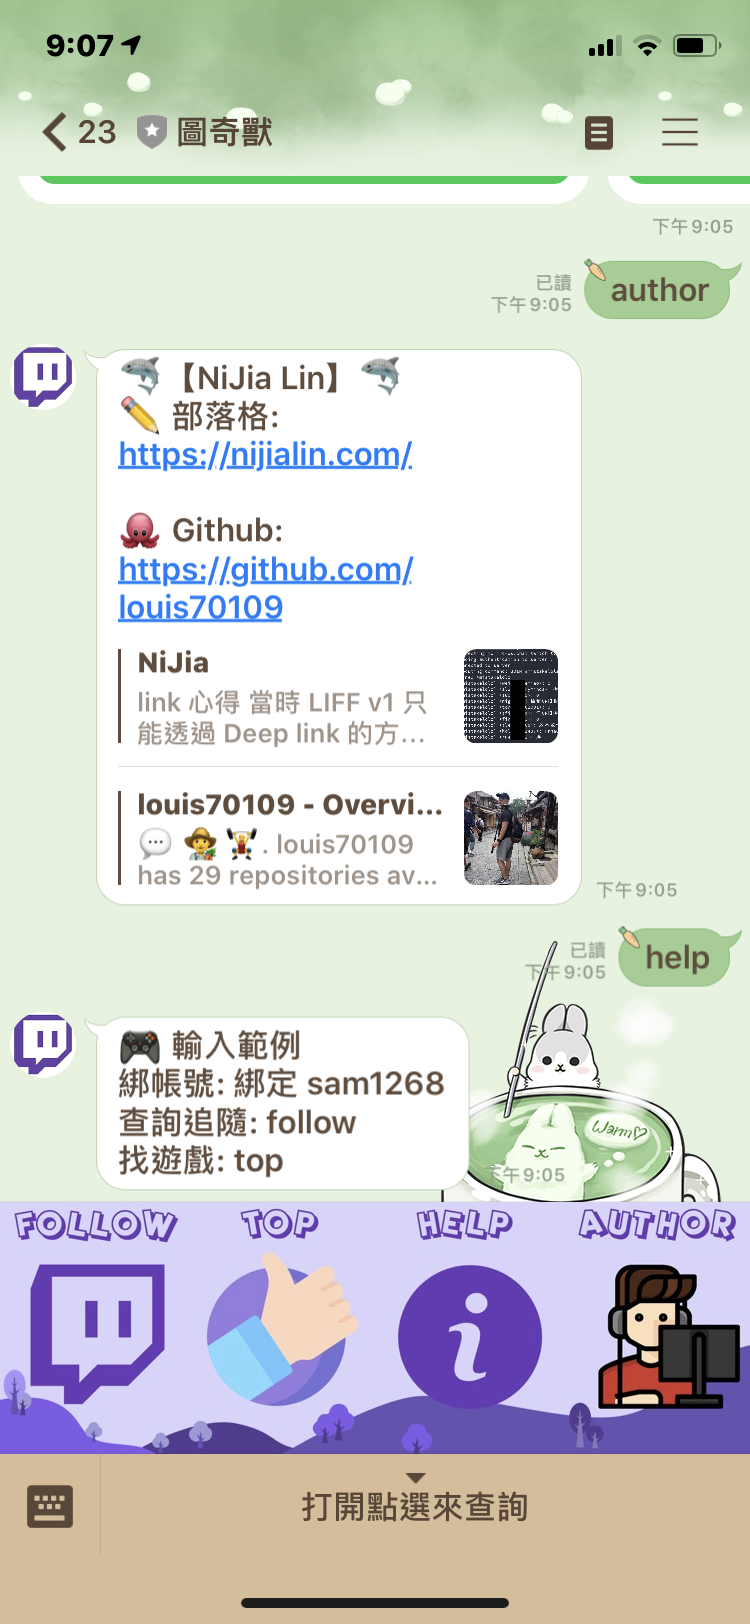 9:07
23 圖奇獸
下午9:05
已讀
下午9:05
author
🦈【NiJia Lin】🦈
✏️ 部落格:
https://nijialin.com/
🐙 Github:
https://github.com/
louis70109
NiJia
link 心得 當時 LIFF v1 只
能透過 Deep link 的方...
louis70109 - Overvi...
💬 🧑‍🌾 🏋️. louis70109
has 29 repositories av...
下午9:05
已讀
下午9:05
help
🎮 輸入範例
綁帳號: 綁定 sam1268
查詢追隨: follow
找遊戲: top
Warm♡
下午9:05
FOLLOW TOP HELP AUTHOR
i
打開點選來查詢